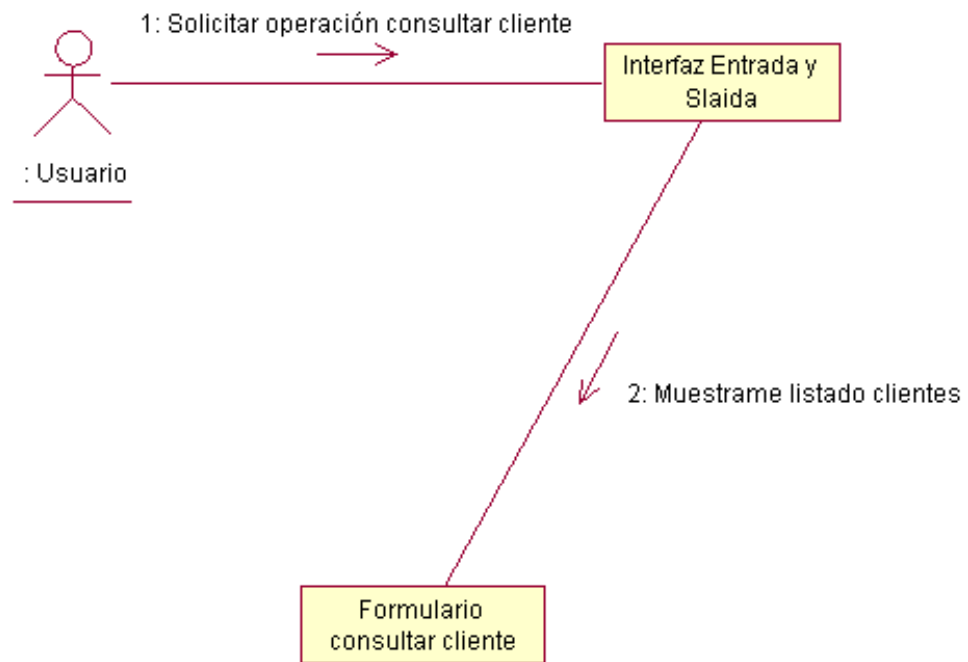 1: Solicitar operación consultar cliente
Interfaz Entrada y
Slaida
: Usuario
2: Muestrame listado clientes
Formulario
consultar cliente